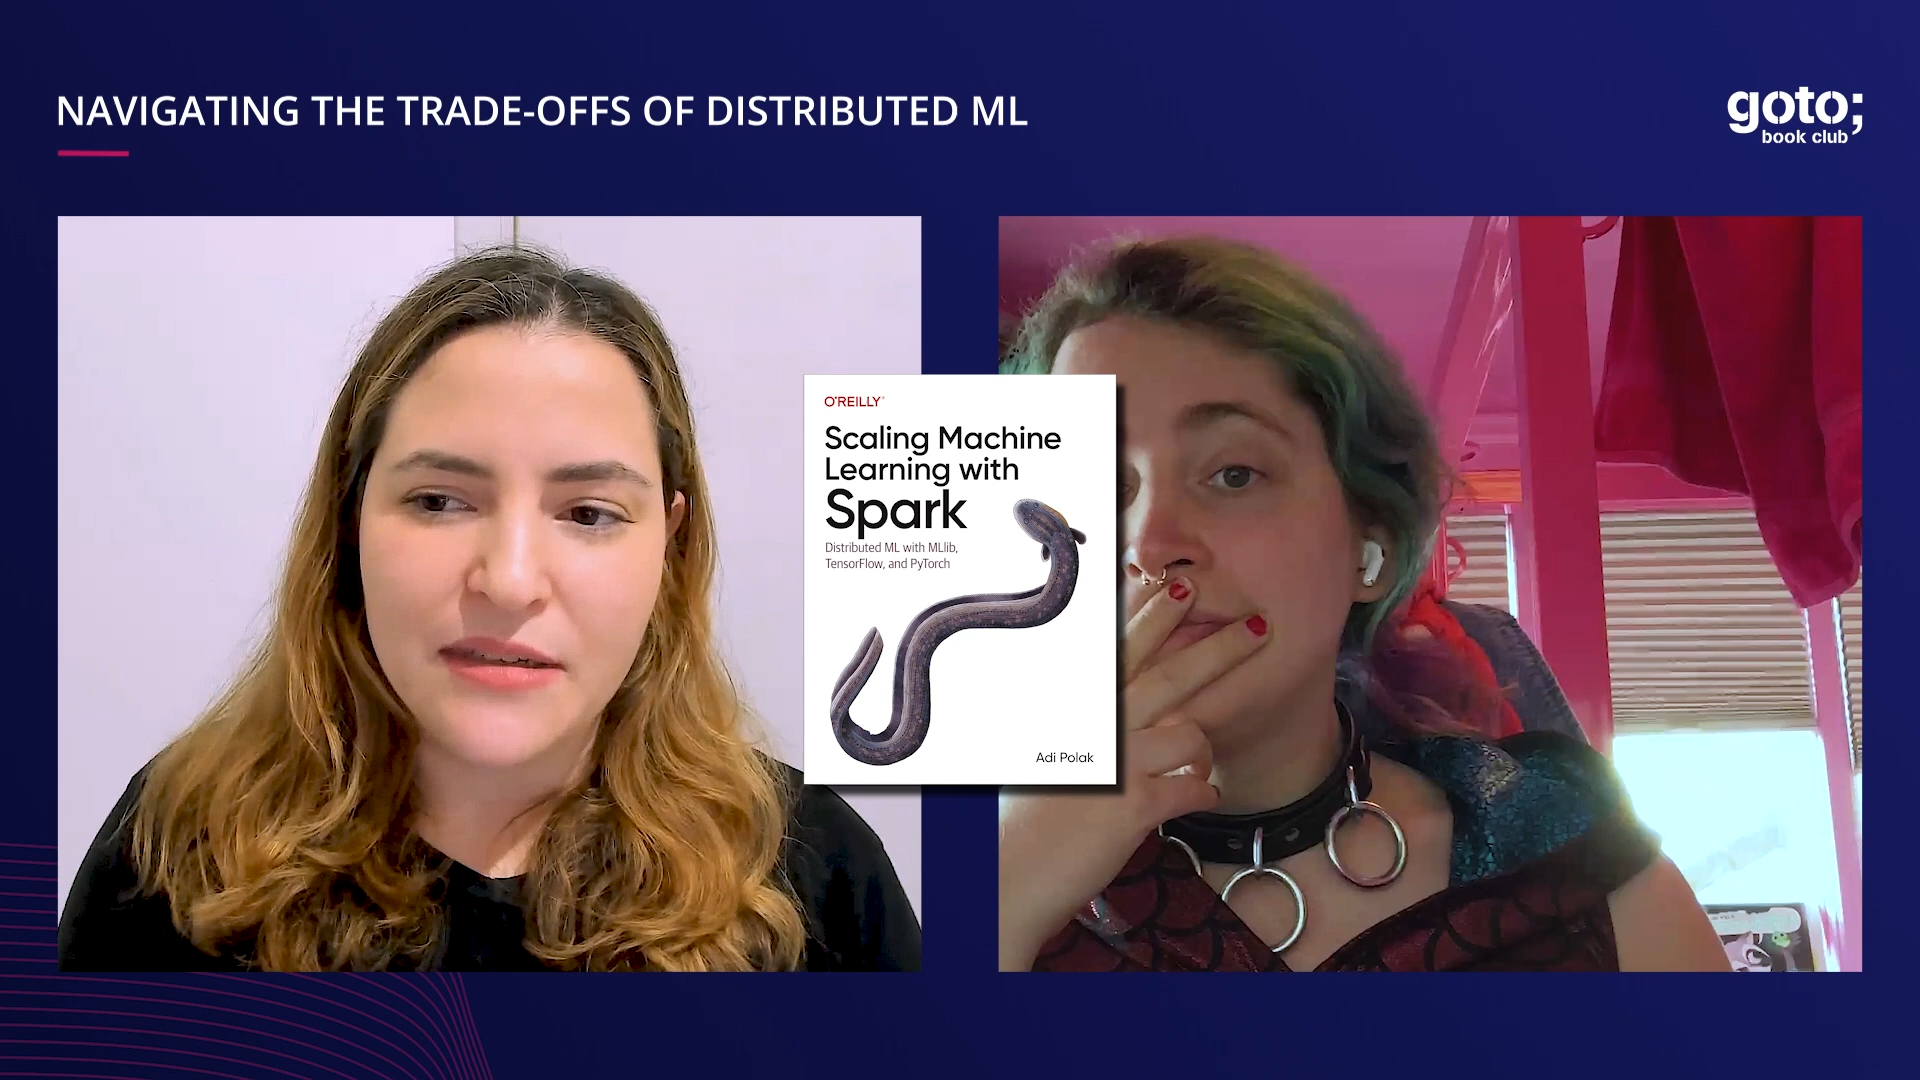 NAVIGATING THE TRADE-OFFS OF DISTRIBUTED ML
goto;
book club
O'REILLY®
Scaling Machine
Learning with
Spark
Distributed ML with MLlib,
TensorFlow, and PyTorch
Adi Polak